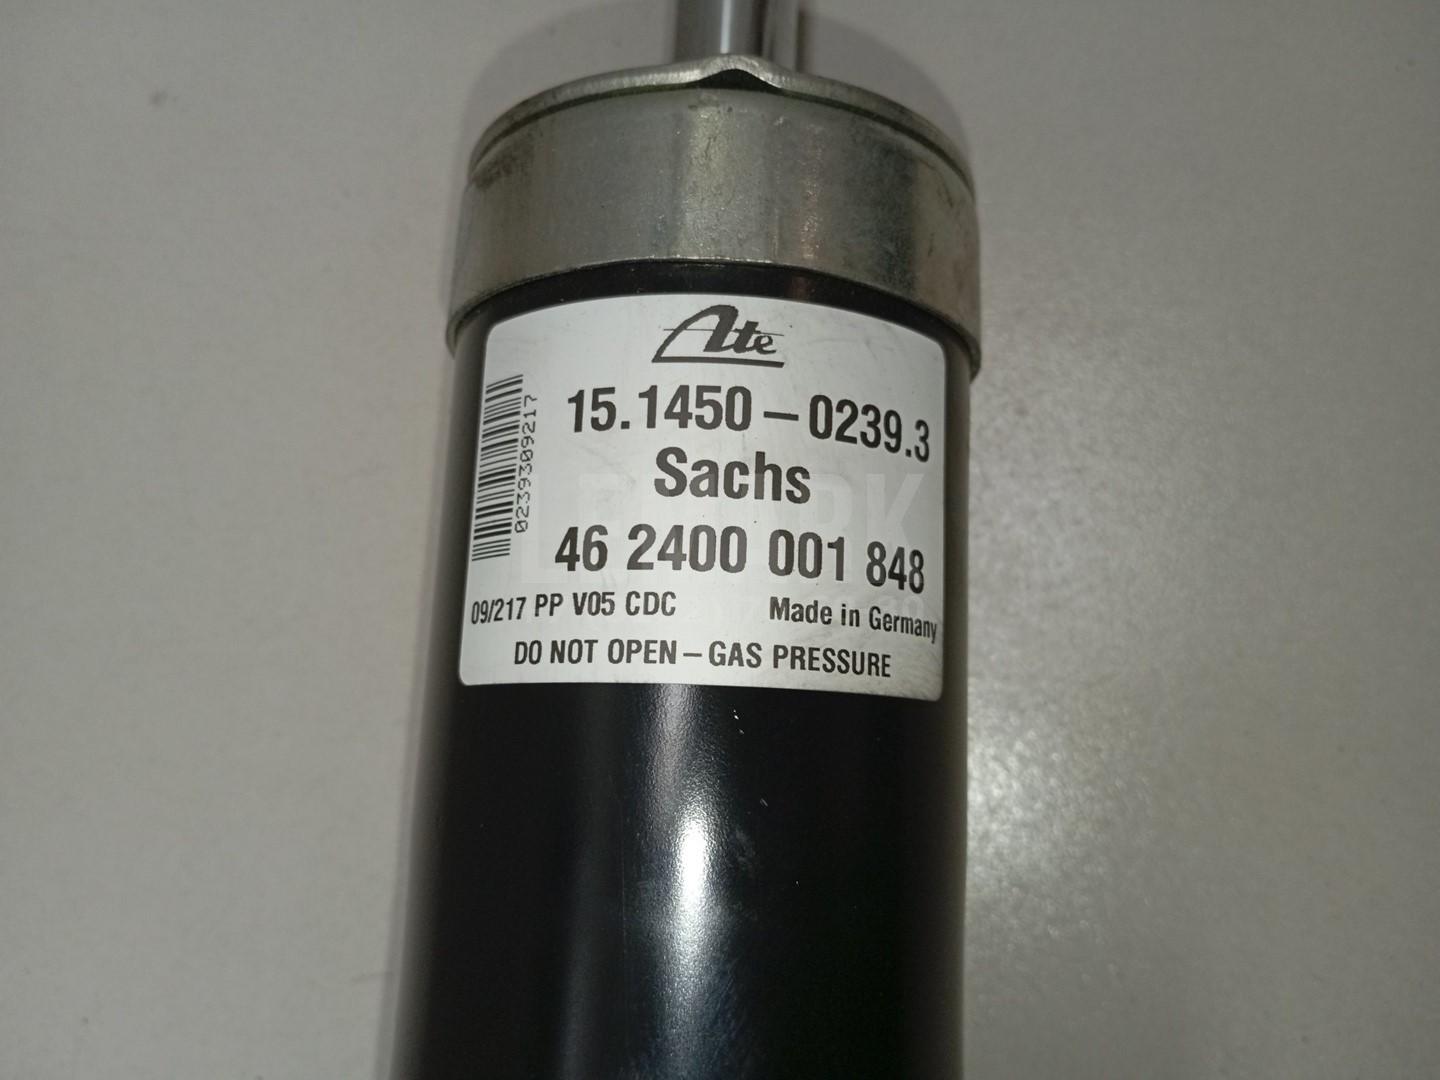 Ate
15.1450–0239.3
Sachs
46 2400 001 848
09/217 PP V05 CDC Made in Germany
DO NOT OPEN – GAS PRESSURE
0239309217